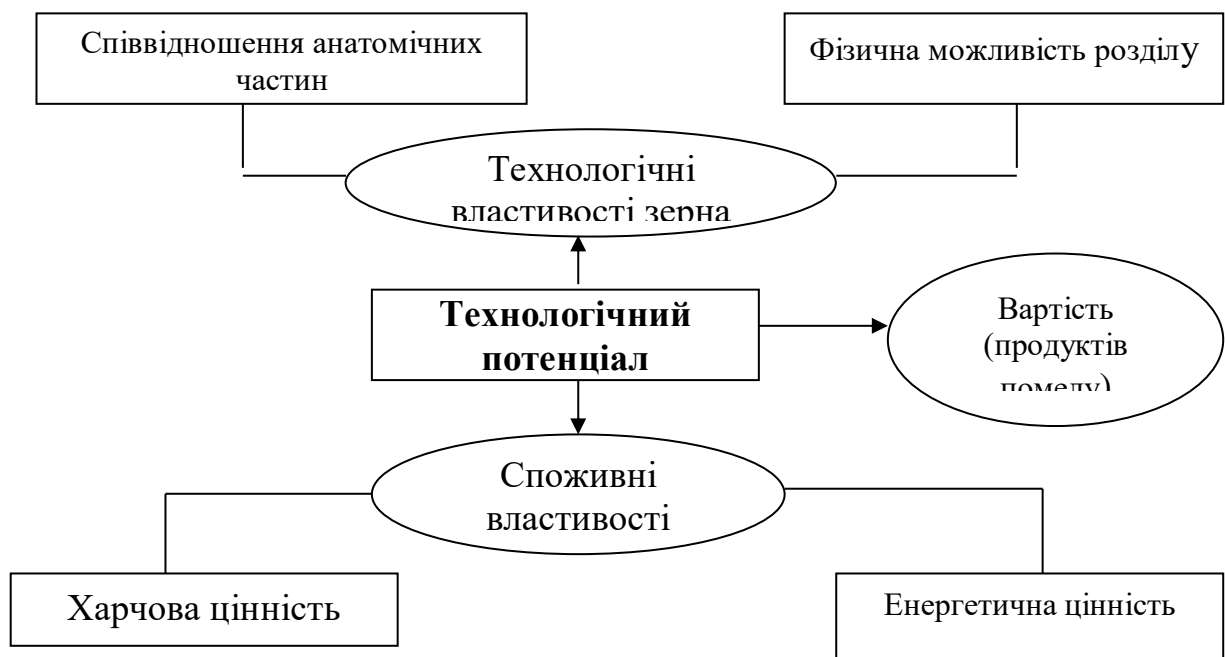 Співвідношення анатомічних
частин
Фізична можливість розділу
Технологічні
властивості зерна
Технологічний
потенціал
Вартість
(продуктів
помелу)
Споживні
властивості
Харчова цінність
Енергетична цінність